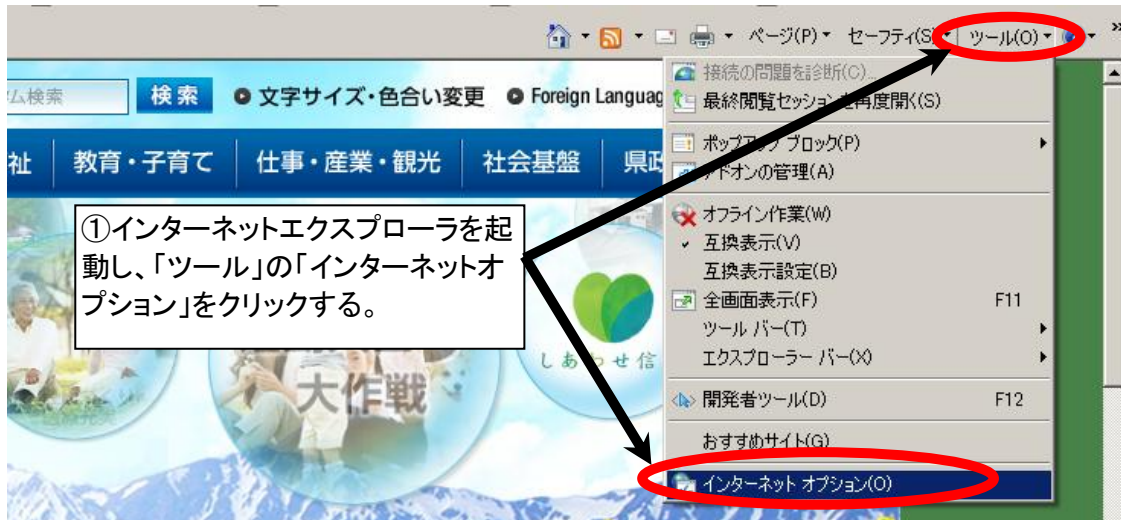 ページ(P) セーフティ(S) ツール(O) »
ム検索 検索 文字サイズ・色合い変更 Foreign Languag
祉 教育・子育て 仕事・産業・観光 社会基盤 県政
①インターネットエクスプローラを起
動し、「ツール」の「インターネットオ
プション」をクリックする。
大作戦
しあわせ信
接続の問題を診断(C)...
最終閲覧セッションを再度開く(S)
ポップアップ ブロック(P)
アドオンの管理(A)
オフライン作業(W)
互換表示(V)
互換表示設定(B)
全画面表示(F) F11
ツール バー(T)
エクスプローラー バー(X)
開発者ツール(D) F12
おすすめサイト(G)
インターネット オプション(O)